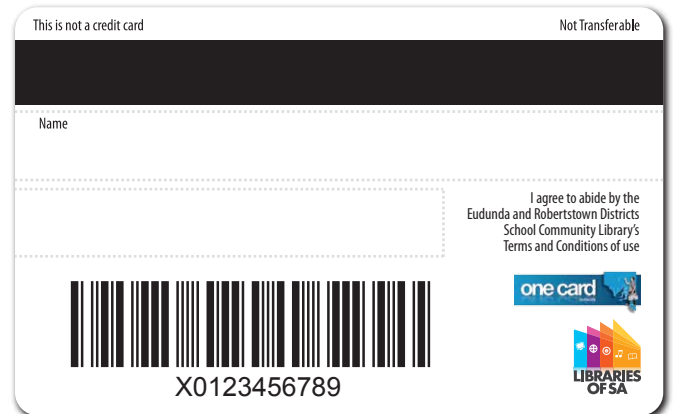 This is not a credit card
Not Transferable
Name
I agree to abide by the
Eudunda and Robertstown Districts
School Community Library's
Terms and Conditions of use
one card
X0123456789
LIBRARIES
OF SA